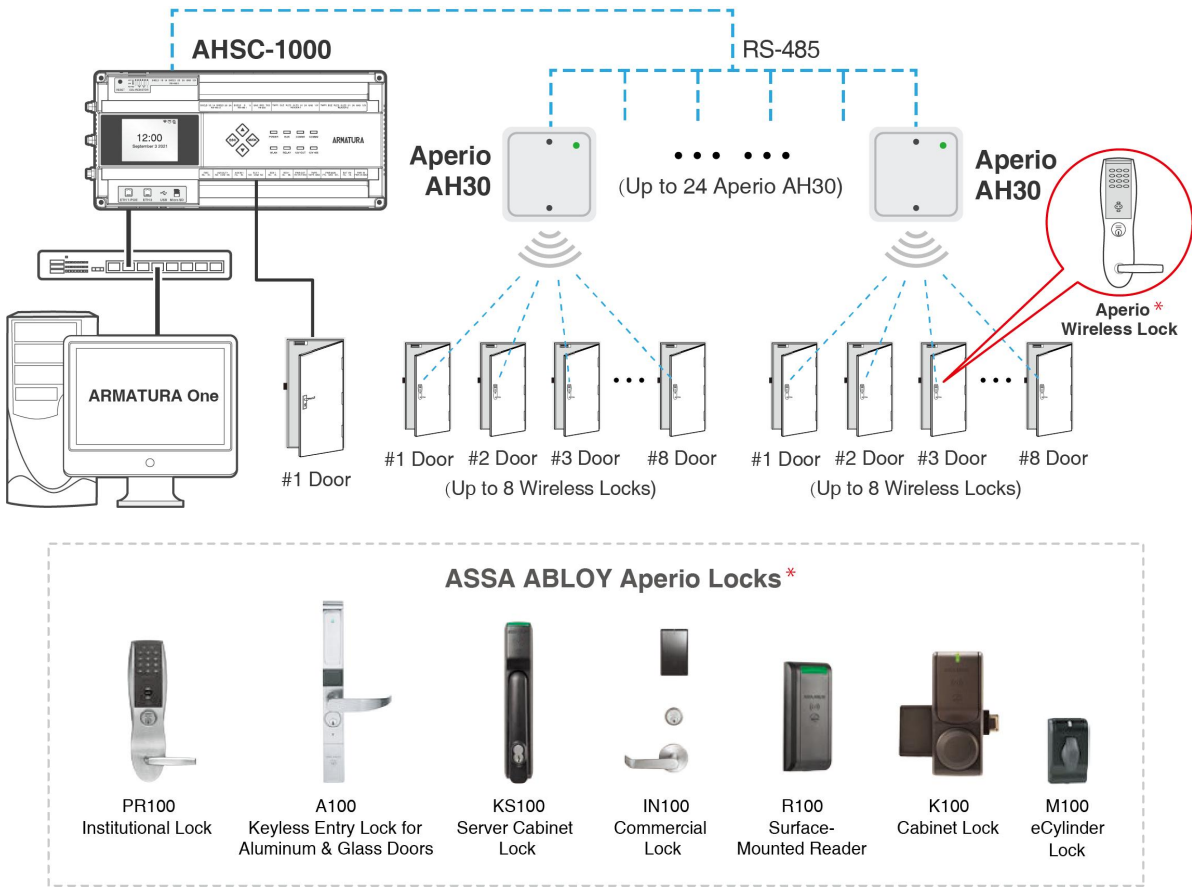 AHSC-1000
RS-485
12:00
September 3 2021
ARMATURA
Aperio
AH30
(Up to 24 Aperio AH30)
Aperio
AH30
Aperio *
Wireless Lock
ARMATURA One
#1 Door
#1 Door #2 Door #3 Door #8 Door
(Up to 8 Wireless Locks)
#1 Door #2 Door #3 Door #8 Door
(Up to 8 Wireless Locks)
ASSA ABLOY Aperio Locks *
PR100
Institutional Lock
A100
Keyless Entry Lock for
Aluminum & Glass Doors
KS100
Server Cabinet
Lock
IN100
Commercial
Lock
R100
Surface-
Mounted Reader
K100
Cabinet Lock
M100
eCylinder
Lock